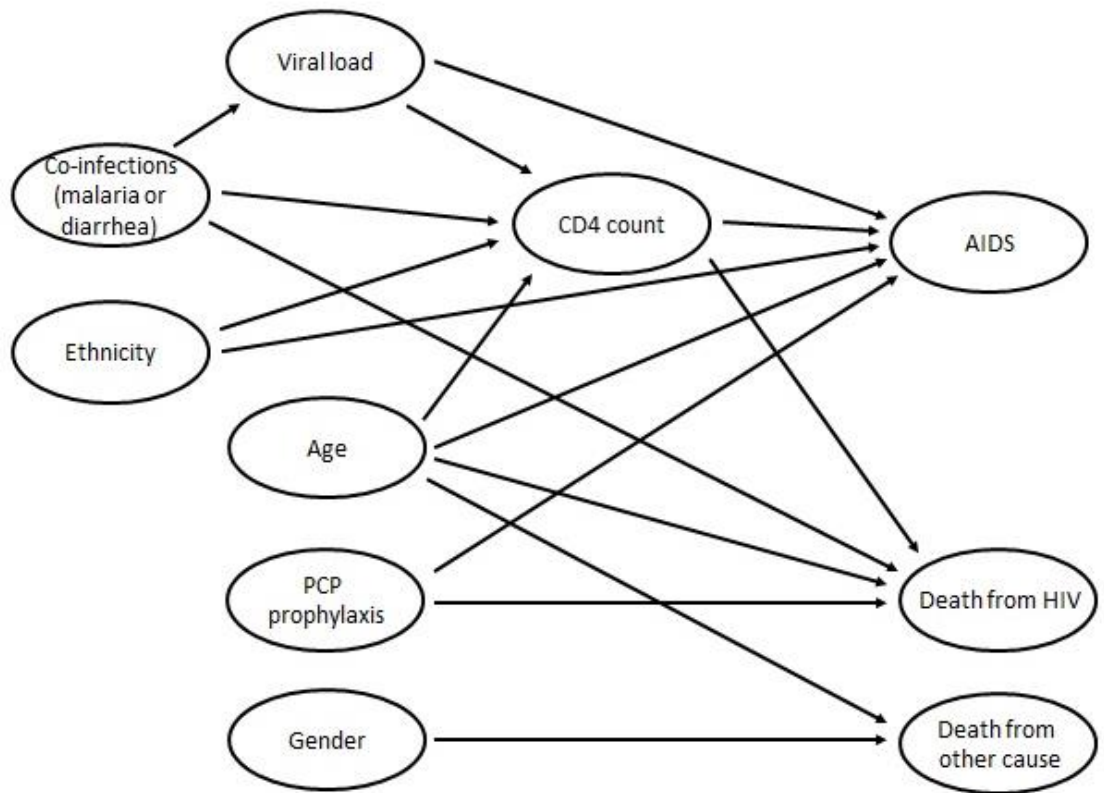 Viral load
Co-infections
(malaria or
diarrhea)
CD4 count
AIDS
Ethnicity
Age
PCP
prophylaxis
Death from HIV
Gender
Death from
other cause